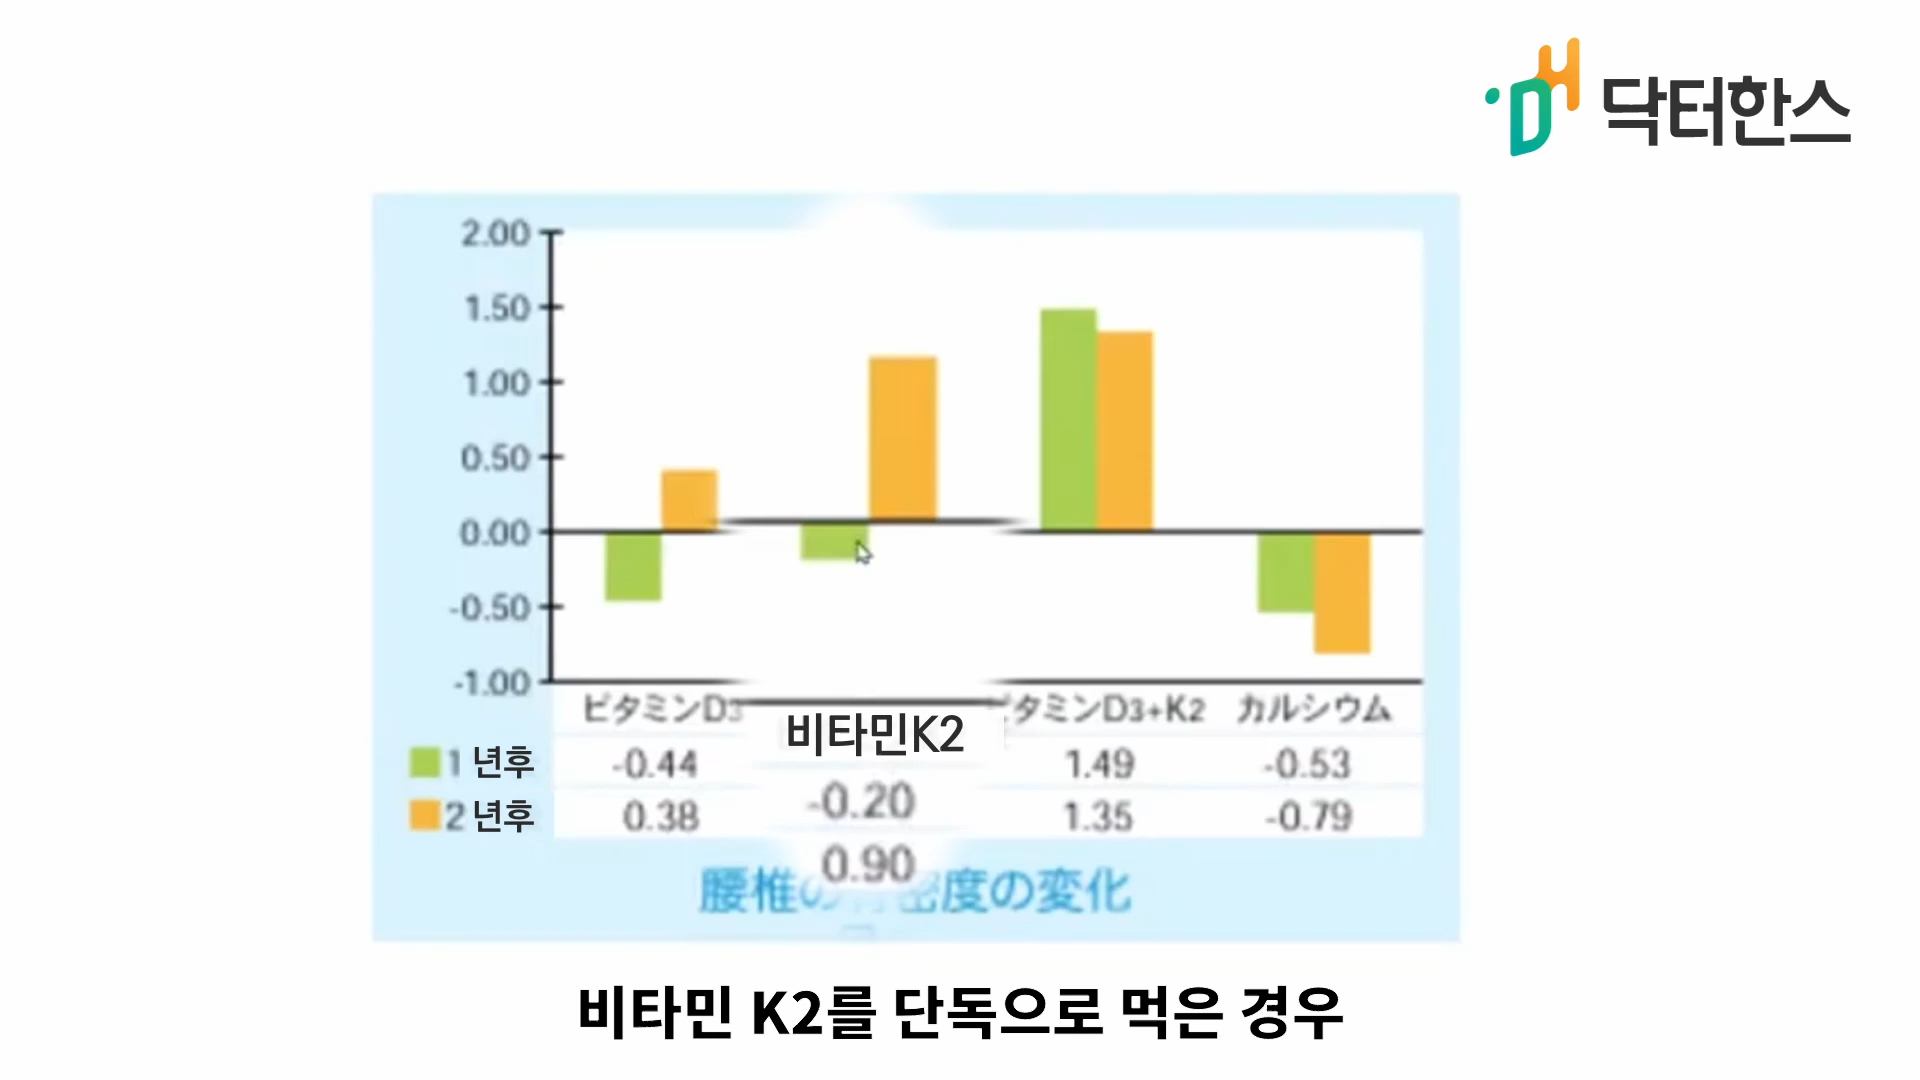 닥터한스
2.00
1.50
1.00
0.50
0.00
-0.50
-1.00
ビタミンD3 비타민K2 タミンD3+K2 カルシウム
1 년후 -0.44 -0.20 1.49 -0.53
2 년후 0.38 0.90 1.35 -0.79
腰椎の 密度の変化
비타민 K2를 단독으로 먹은 경우